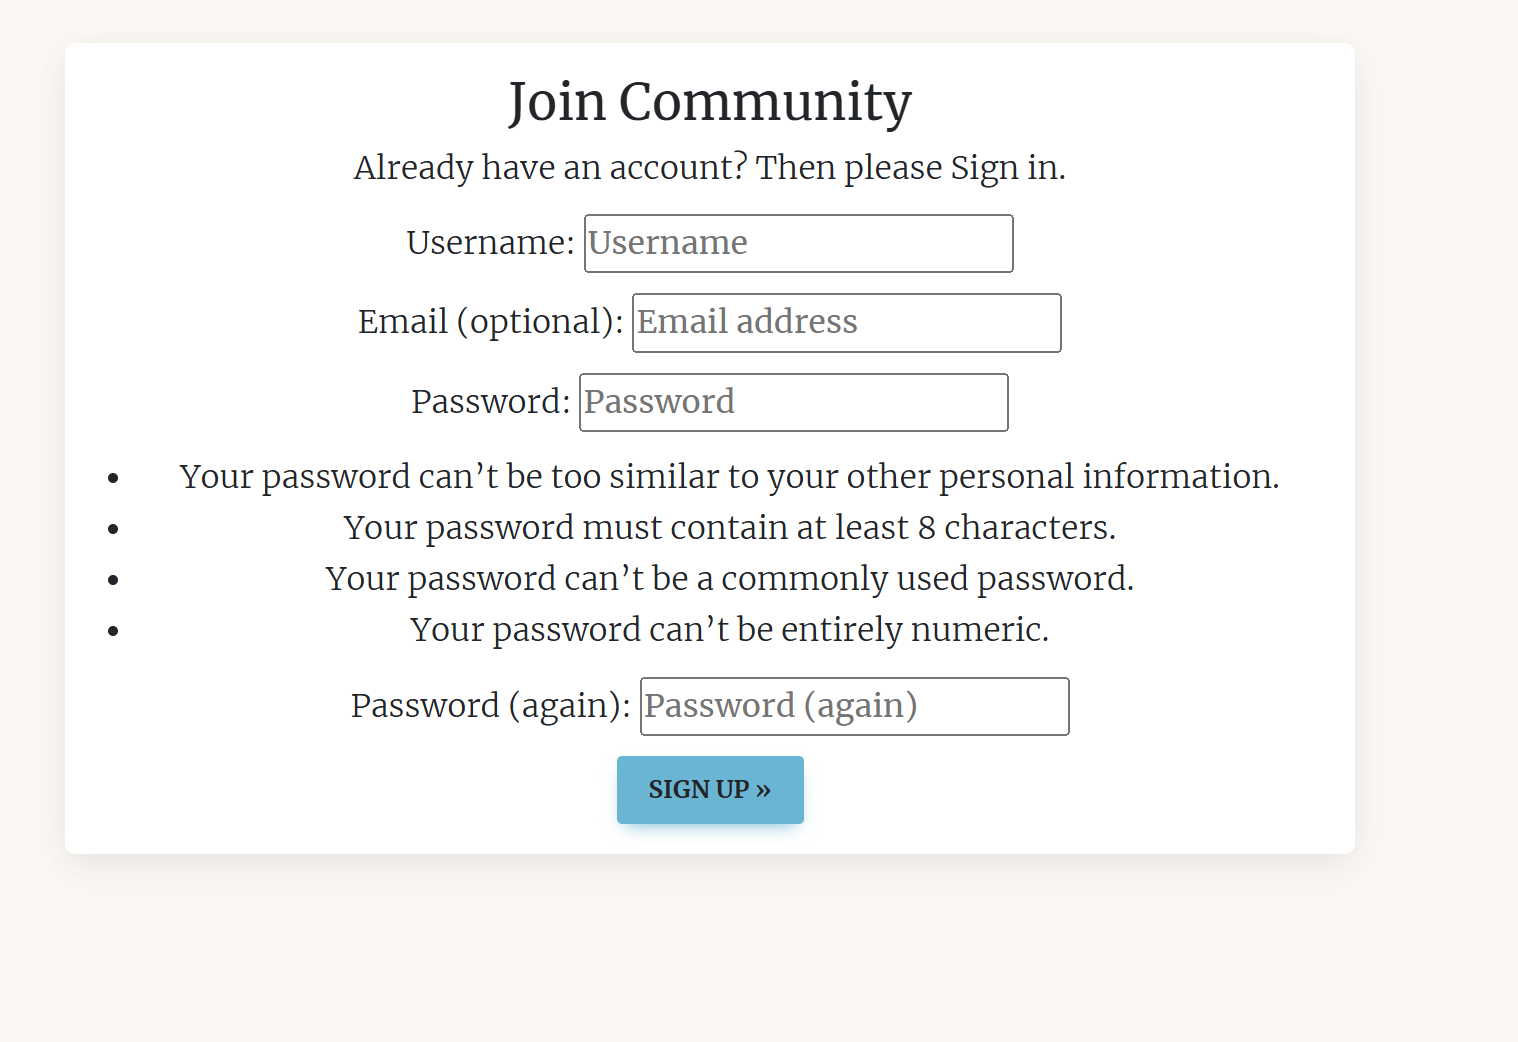 Join Community
Already have an account? Then please Sign in.
Username: Username
Email (optional): Email address
Password: Password
• Your password can’t be too similar to your other personal information.
• Your password must contain at least 8 characters.
• Your password can’t be a commonly used password.
• Your password can’t be entirely numeric.
Password (again): Password (again)
SIGN UP »